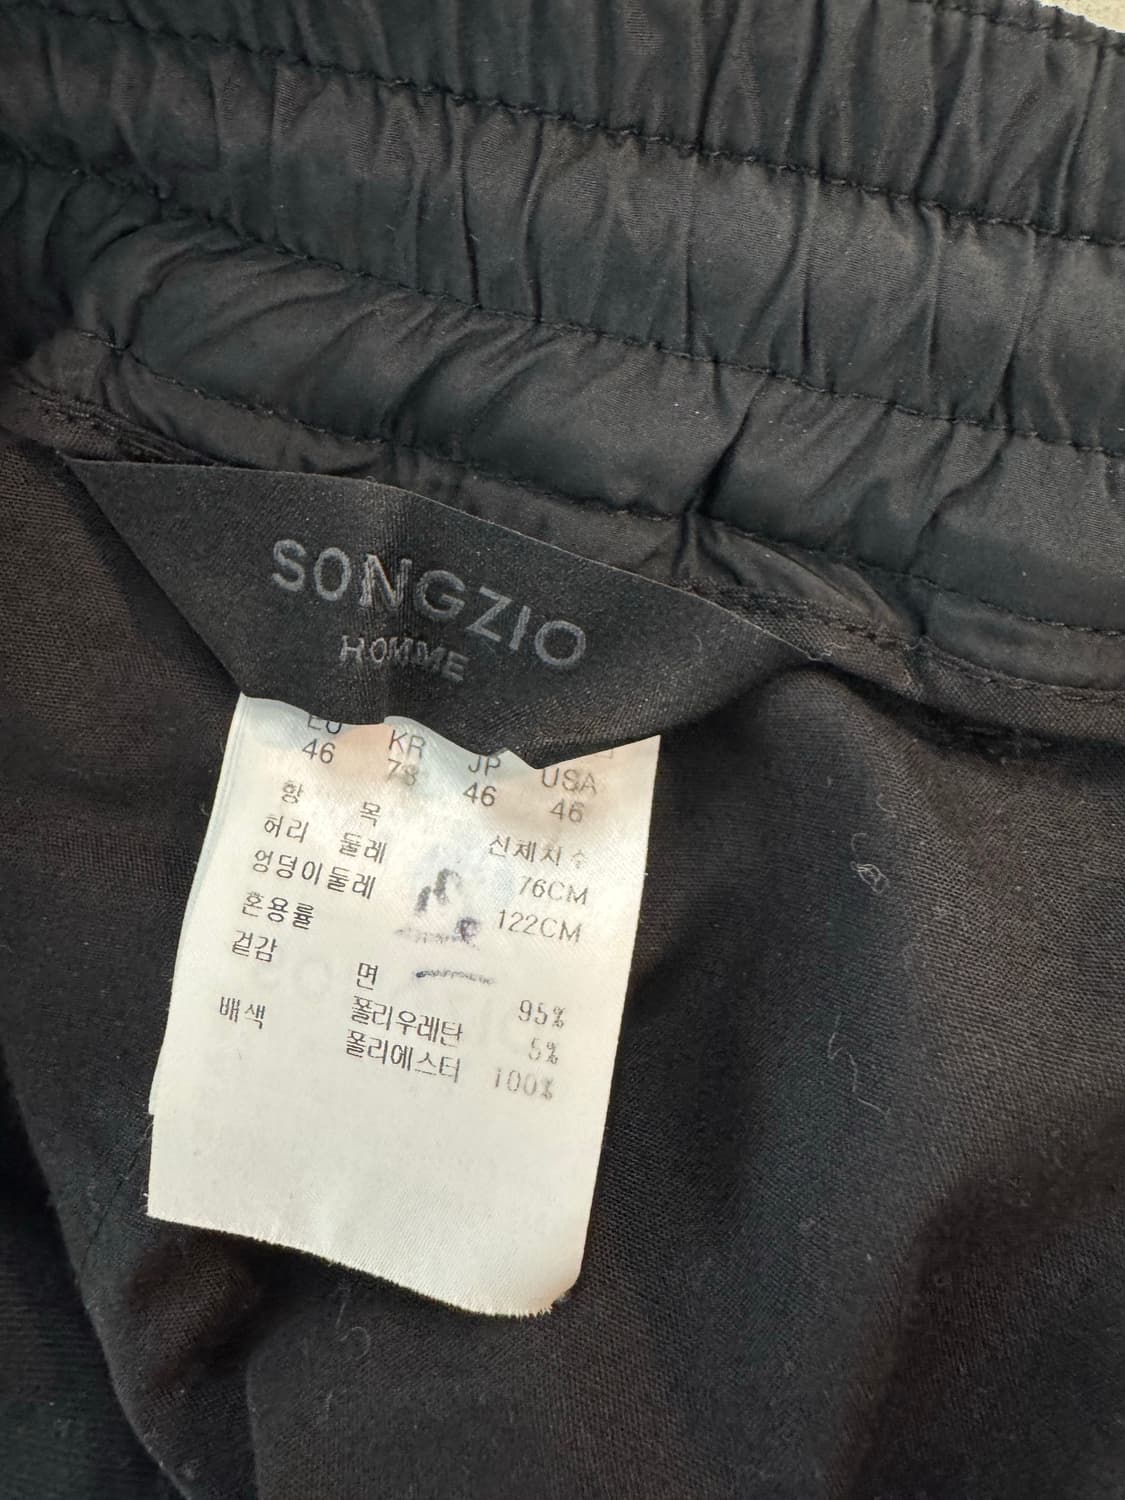 SONGZIO
HOMME
EU KR JP USA
46 78 46 46
항 목 신체치수
허리 둘레 76CM
엉덩이둘레 122CM
혼용률
겉감 면 95%
폴리우레탄 5%
배색 폴리에스터 100%